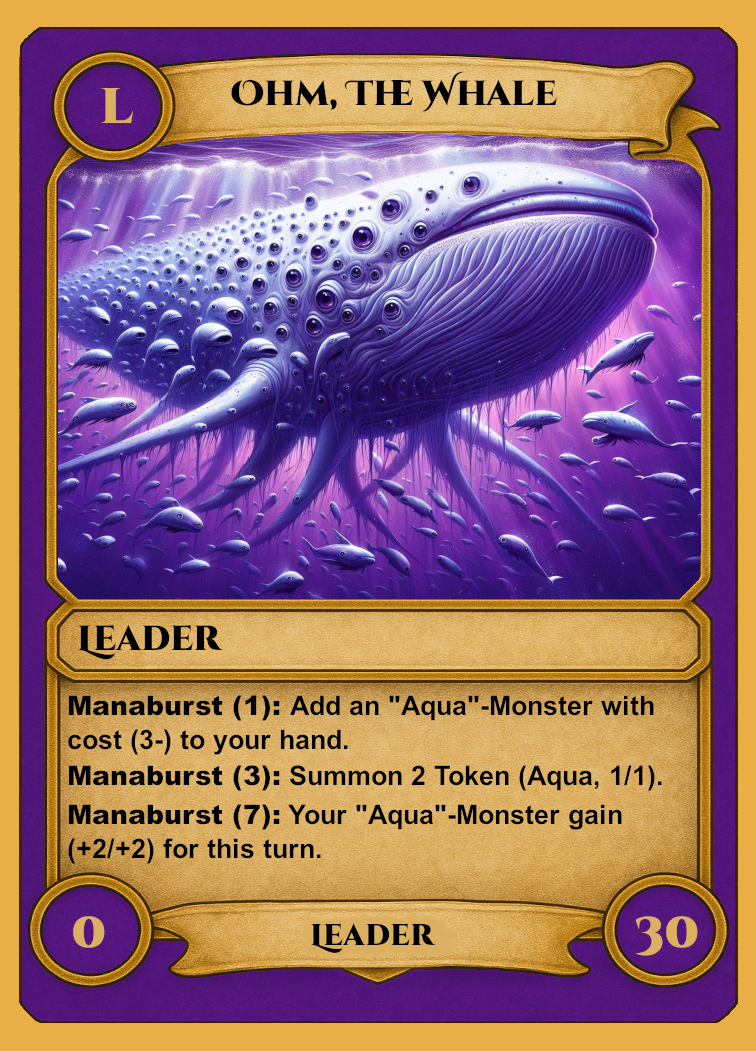 L
Ohm, The Whale
Leader
Manaburst (1): Add an "Aqua"-Monster with
cost (3-) to your hand.
Manaburst (3): Summon 2 Token (Aqua, 1/1).
Manaburst (7): Your "Aqua"-Monster gain
(+2/+2) for this turn.
0
Leader
30